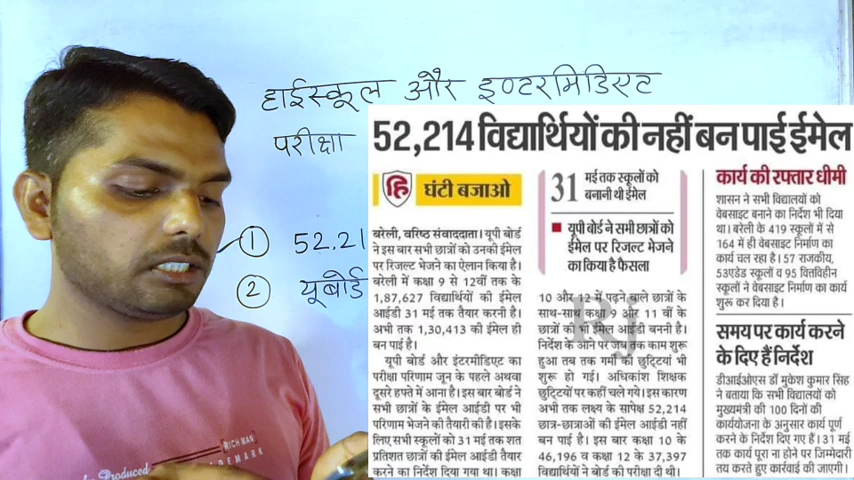 हाईस्कूल और इण्टरमिडिएट
परीक्षा
① 52,21
② यूबोर्ड
52,214 विद्यार्थियों की नहीं बन पाई ईमेल
हि घंटी बजाओ
बरेली, वरिष्ठ संवाददाता। यूपी बोर्ड
ने इस बार सभी छात्रों को उनकी ईमेल
पर रिजल्ट भेजने का ऐलान किया है।
बरेली में कक्षा 9 से 12वीं तक के
1,87,627 विद्यार्थियों की ईमेल
आईडी 31 मई तक तैयार करनी है।
अभी तक 1,30,413 की ईमेल ही
बन पाई है।
यूपी बोर्ड और इंटरमीडिएट का
परीक्षा परिणाम जून के पहले अथवा
दूसरे हफ्ते में आना है। इस बार बोर्ड ने
सभी छात्रों के ईमेल आईडी पर भी
परिणाम भेजने की तैयारी की है। इसके
लिए सभी स्कूलों को 31 मई तक शत
प्रतिशत छात्रों की ईमेल आईडी तैयार
करने का निर्देश दिया गया था। कक्षा
31 मई तक स्कूलों को
बनानी थी ईमेल
■ यूपी बोर्ड ने सभी छात्रों को
ईमेल पर रिजल्ट भेजने
का किया है फैसला
10 और 12 में पढ़ने वाले छात्रों के
साथ-साथ कक्षा 9 और 11 वीं के
छात्रों की भी ईमेल आईडी बननी है।
निर्देश के आने पर जब तक काम शुरू
हुआ तब तक गर्मी की छुट्टियां भी
शुरू हो गई। अधिकांश शिक्षक
छुट्टियों पर कहीं चले गये। इस कारण
अभी तक लक्ष्य के सापेक्ष 52,214
छात्र-छात्राओं की ईमेल आईडी नहीं
बन पाई है। इस बार कक्षा 10 के
46,196 व कक्षा 12 के 37,397
विद्यार्थियों ने बोर्ड की परीक्षा दी थी।
कार्य की रफ्तार धीमी
शासन ने सभी विद्यालयों को
वेबसाइट बनाने का निर्देश भी दिया
था। बरेली के 419 स्कूलों में से
164 में ही वेबसाइट निर्माण का
कार्य चल रहा है। 57 राजकीय,
53एडेड स्कूलों व 95 वित्तविहीन
स्कूलों ने वेबसाइट निर्माण का कार्य
शुरू कर दिया है।
समय पर कार्य करने
के दिए हैं निर्देश
डीआईओएस डॉ मुकेश कुमार सिंह
ने बताया कि सभी विद्यालयों को
मुख्यमंत्री की 100 दिनों की
कार्ययोजना के अनुसार कार्य पूर्ण
करने के निर्देश दिए गए हैं। 31 मई
तक कार्य पूरा ना होने पर जिम्मेदारी
तय करते हुए कार्रवाई की जाएगी।
RICH MAN
Produced